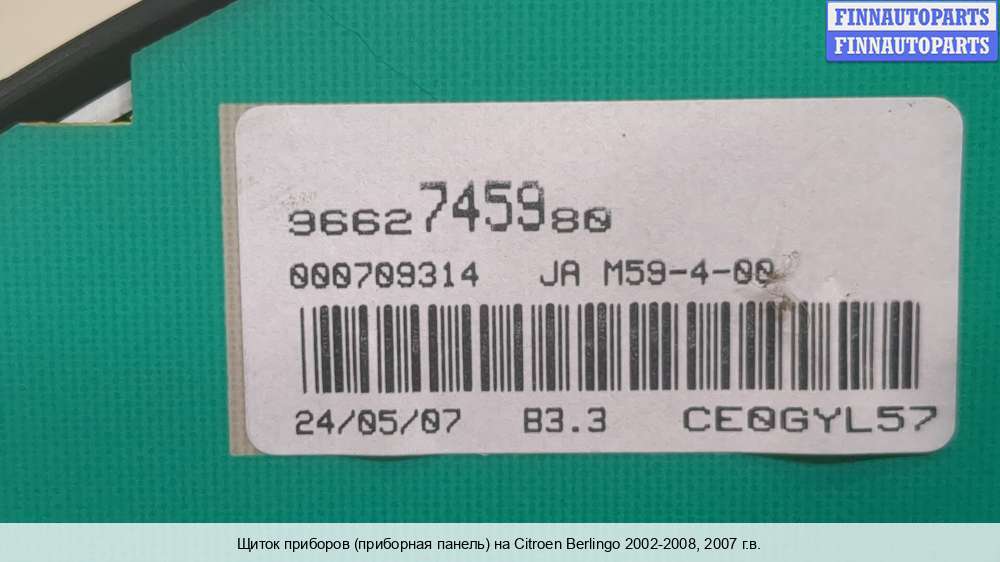 FINNAUTOPARTS
FINNAUTOPARTS
9662745980
000709314 JA M59-4-00
24/05/07 B3.3 CE0GYL57
Щиток приборов (приборная панель) на Citroen Berlingo 2002-2008, 2007 г.в.